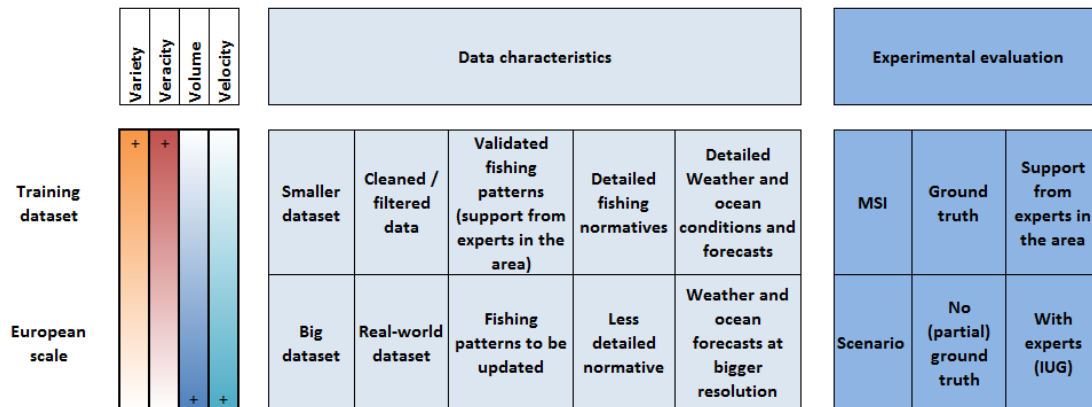 Variety
Veracity
Volume
Velocity
Data characteristics
Experimental evaluation
Training
dataset
+
+
Smaller
dataset
Cleaned /
filtered
data
Validated
fishing
patterns
(support from
experts in the
area)
Detailed
fishing
normatives
Detailed
Weather and
ocean
conditions and
forecasts
MSI
Ground
truth
Support
from
experts in
the area
European
scale
+
+
Big
dataset
Real-world
dataset
Fishing
patterns to be
updated
Less
detailed
normative
Weather and
ocean
forecasts at
bigger
resolution
Scenario
No
(partial)
ground
truth
With
experts
(IUG)